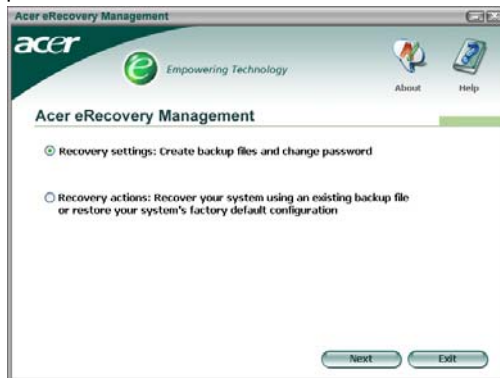 Acer eRecovery Management
acer
e
Empowering Technology
About
Help
Acer eRecovery Management
Recovery settings: Create backup files and change password
Recovery actions: Recover your system using an existing backup file
or restore your system's factory default configuration
Next
Exit